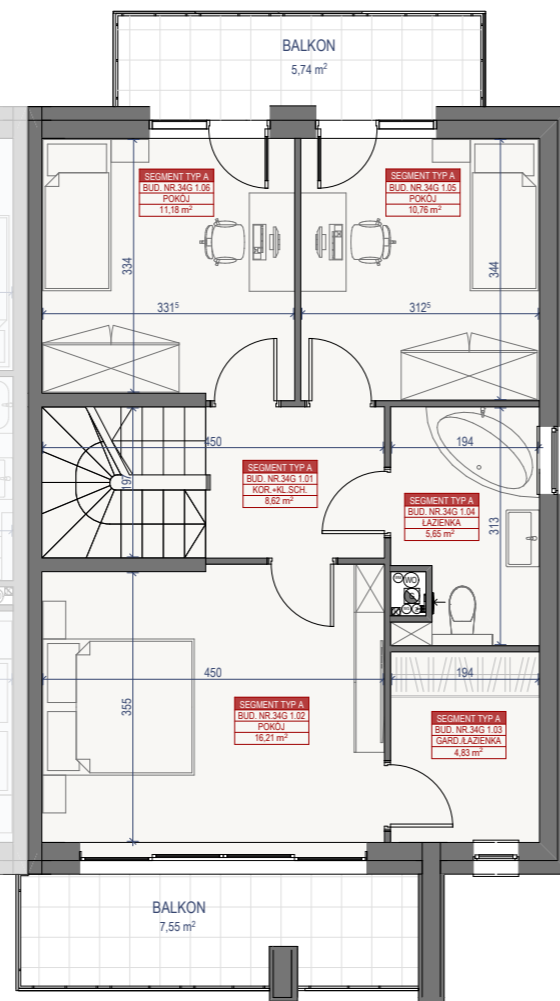 BALKON
5,74 m²
SEGMENT TYP A
BUD. NR.34G 1.06
POKÓJ
11,18 m²
SEGMENT TYP A
BUD. NR.34G 1.05
POKÓJ
10,76 m²
334
344
331⁵
312⁵
450
194
197
SEGMENT TYP A
BUD. NR.34G 1.01
KOR.+KL.SCH.
8,62 m²
SEGMENT TYP A
BUD. NR.34G 1.04
ŁAZIENKA
5,65 m²
313
WO
450
194
355
SEGMENT TYP A
BUD. NR.34G 1.02
POKÓJ
16,21 m²
SEGMENT TYP A
BUD. NR.34G 1.03
GARD./ŁAZIENKA
4,83 m²
BALKON
7,55 m²